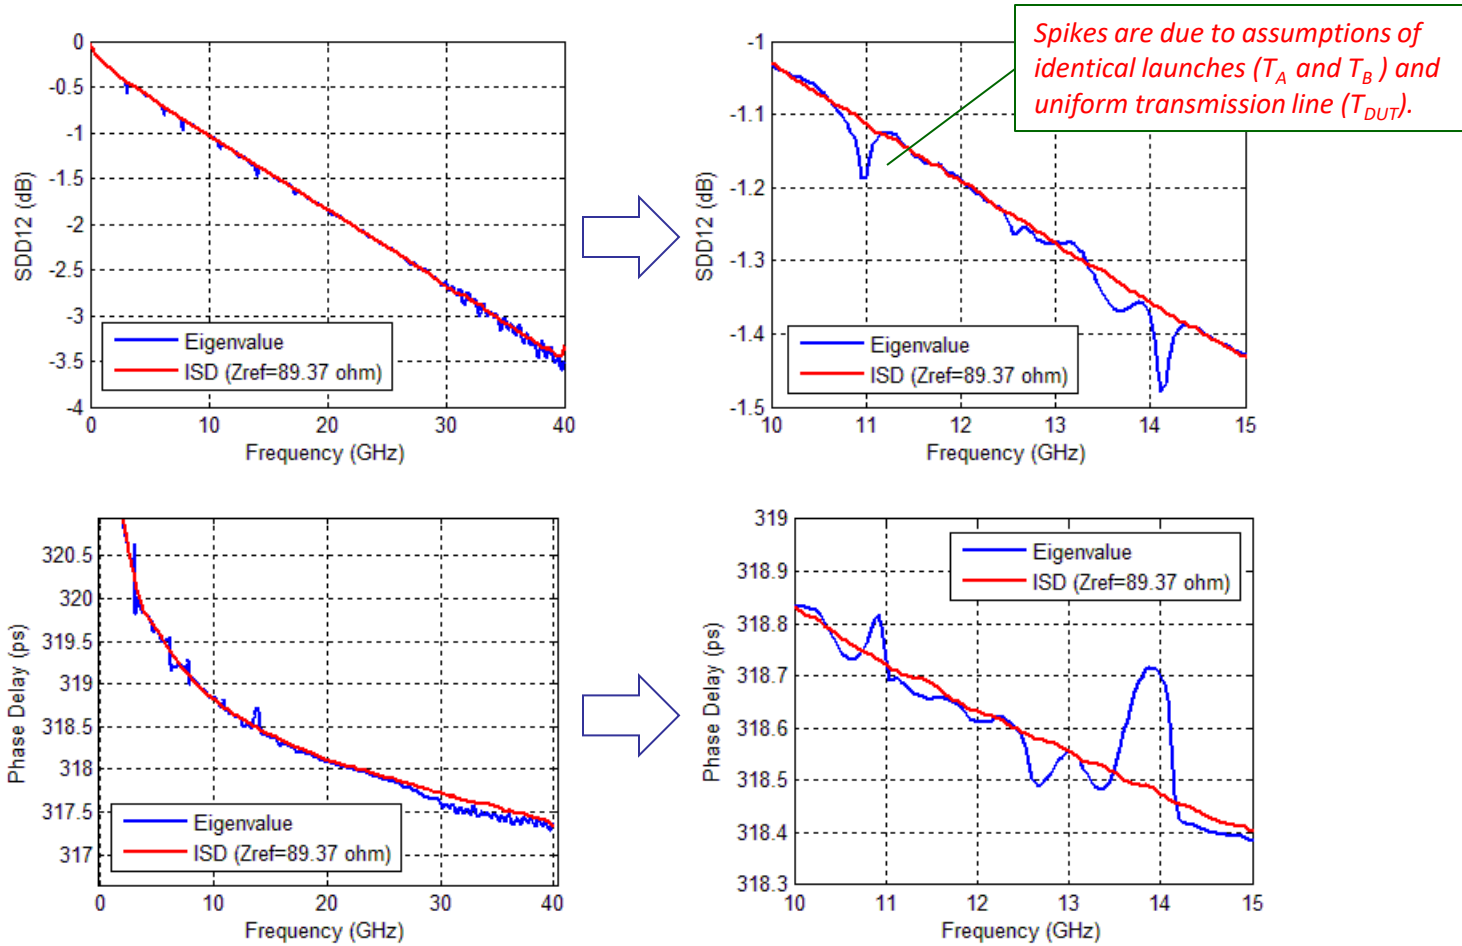 Spikes are due to assumptions of
identical launches (TA and TB ) and
uniform transmission line (TDUT).
0
-0.5
-1
-1.5
-2
-2.5
-3
-3.5
-4
SDD12 (dB)
Eigenvalue
ISD (Zref=89.37 ohm)
0 10 20 30 40
Frequency (GHz)
-1
-1.1
-1.2
-1.3
-1.4
-1.5
SDD12 (dB)
Eigenvalue
ISD (Zref=89.37 ohm)
10 11 12 13 14 15
Frequency (GHz)
320.5
320
319.5
319
318.5
318
317.5
317
Phase Delay (ps)
Eigenvalue
ISD (Zref=89.37 ohm)
0 10 20 30 40
Frequency (GHz)
319
318.9
318.8
318.7
318.6
318.5
318.4
318.3
Phase Delay (ps)
Eigenvalue
ISD (Zref=89.37 ohm)
10 11 12 13 14 15
Frequency (GHz)